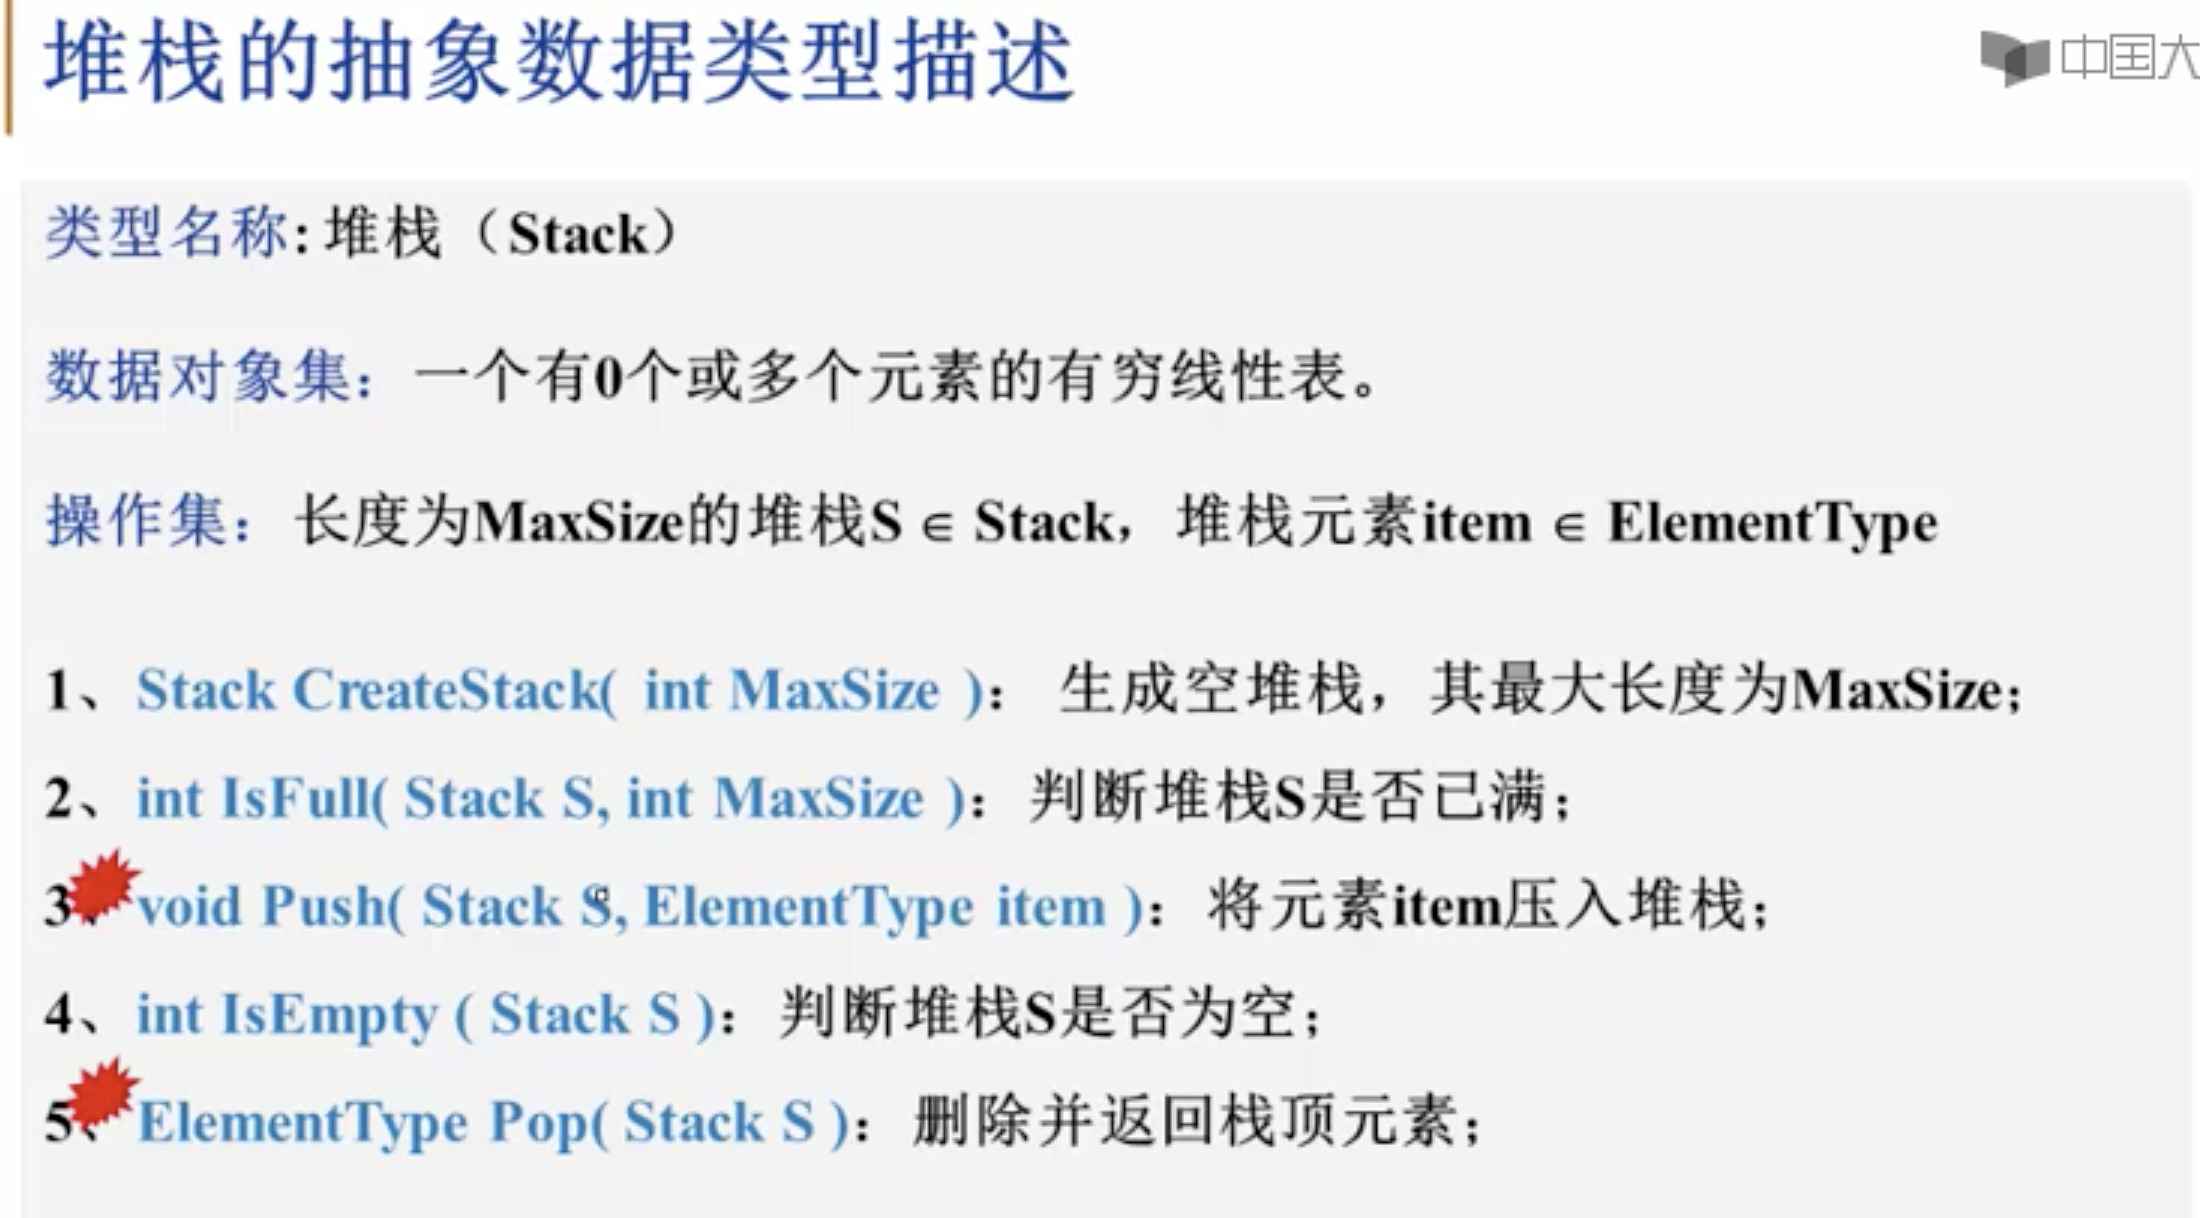 堆栈的抽象数据类型描述
中国大
类型名称: 堆栈（Stack）
数据对象集：一个有0个或多个元素的有穷线性表。
操作集：长度为MaxSize的堆栈S ∈ Stack，堆栈元素item ∈ ElementType
1、Stack CreateStack( int MaxSize )： 生成空堆栈，其最大长度为MaxSize；
2、int IsFull( Stack S, int MaxSize )：判断堆栈S是否已满；
3、void Push( Stack S, ElementType item )：将元素item压入堆栈；
4、int IsEmpty ( Stack S )：判断堆栈S是否为空；
5、ElementType Pop( Stack S )：删除并返回栈顶元素；